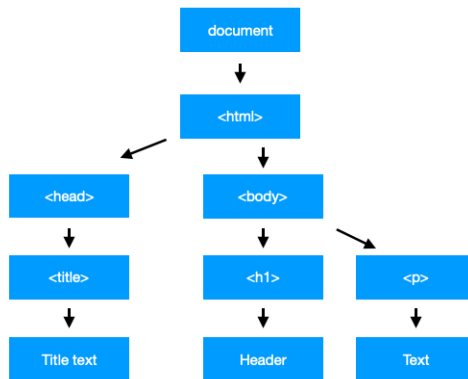 document
<html>
<head>
<body>
<title>
<h1>
<p>
Title text
Header
Text